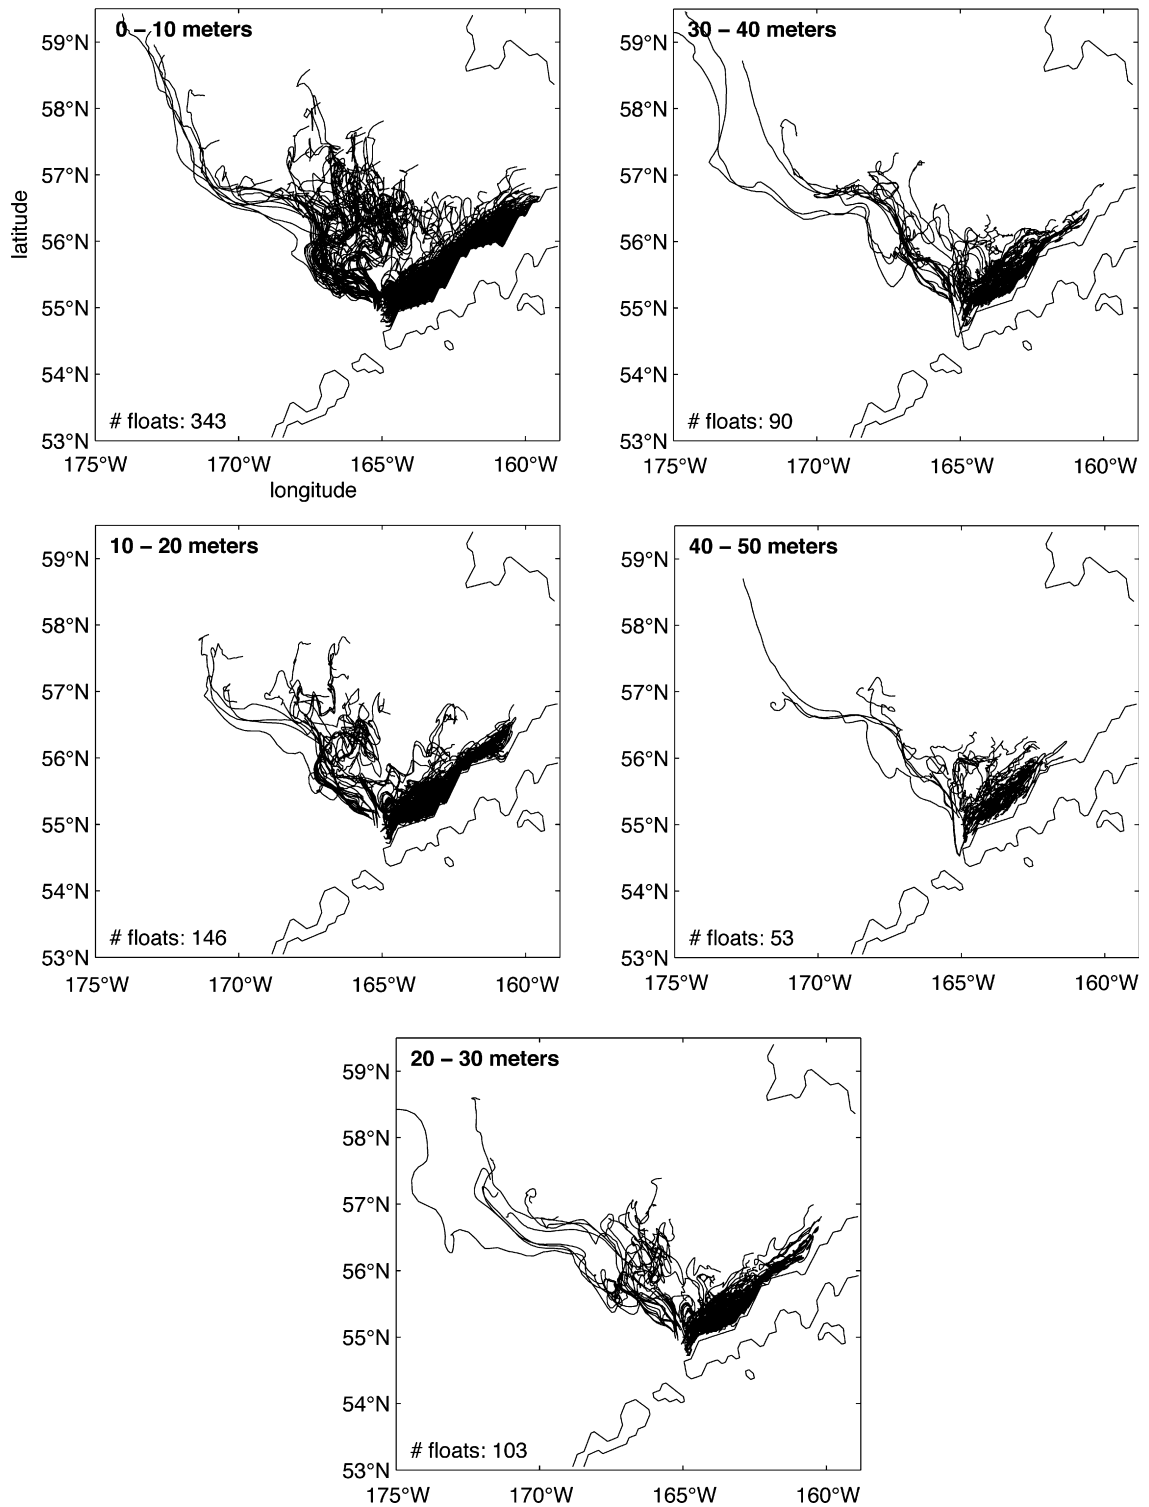 0 – 10 meters
59°N
58°N
57°N
56°N
55°N
54°N
53°N
latitude
# floats: 343
175°W 170°W 165°W 160°W
longitude
30 – 40 meters
59°N
58°N
57°N
56°N
55°N
54°N
53°N
# floats: 90
175°W 170°W 165°W 160°W
10 – 20 meters
59°N
58°N
57°N
56°N
55°N
54°N
53°N
# floats: 146
175°W 170°W 165°W 160°W
40 – 50 meters
59°N
58°N
57°N
56°N
55°N
54°N
53°N
# floats: 53
175°W 170°W 165°W 160°W
20 – 30 meters
59°N
58°N
57°N
56°N
55°N
54°N
53°N
# floats: 103
175°W 170°W 165°W 160°W